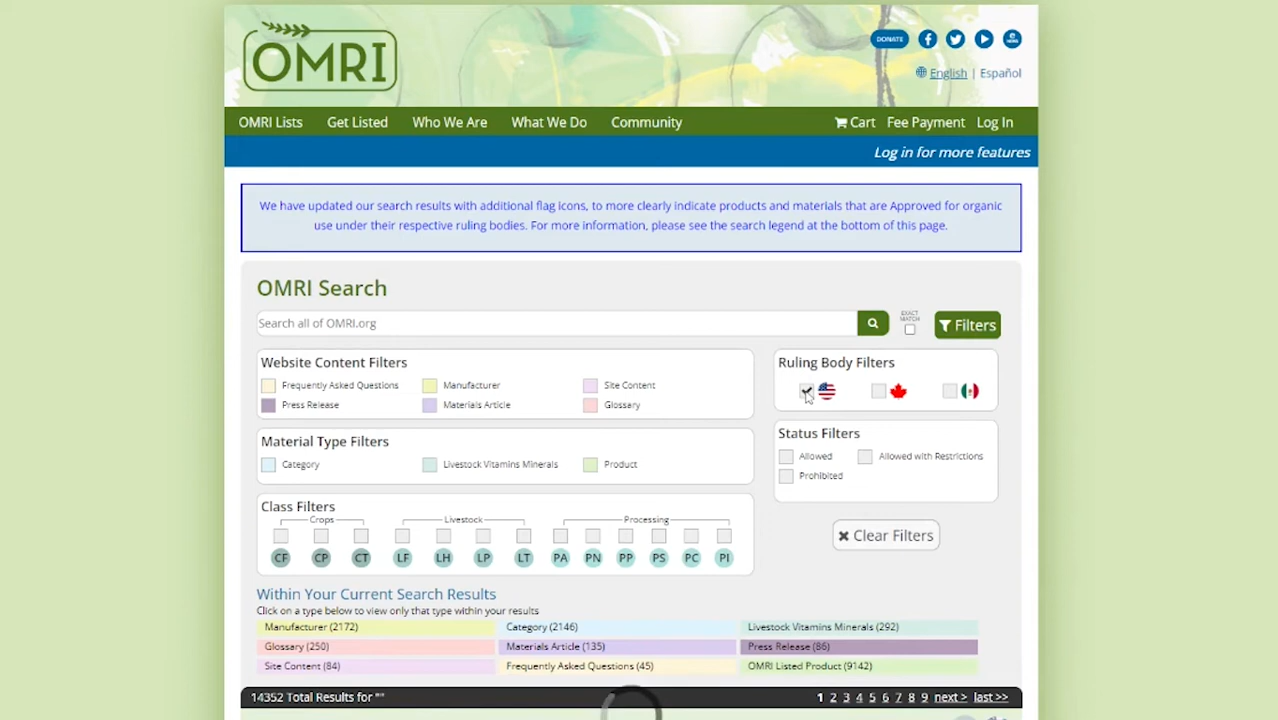 OMRI
DONATE
English | Español
OMRI Lists Get Listed Who We Are What We Do Community Cart Fee Payment Log In
Log in for more features
We have updated our search results with additional flag icons, to more clearly indicate products and materials that are Approved for organic
use under their respective ruling bodies. For more information, please see the search legend at the bottom of this page.
OMRI Search
Search all of OMRI.org
EXACT
MATCH
Filters
Website Content Filters
Frequently Asked Questions Manufacturer Site Content
Press Release Materials Article Glossary
Ruling Body Filters
Material Type Filters
Category Livestock Vitamins Minerals Product
Status Filters
Allowed Allowed with Restrictions
Prohibited
Class Filters
Crops Livestock Processing
CF CP CT LF LH LP LT PA PN PP PS PC PI
Clear Filters
Within Your Current Search Results
Click on a type below to view only that type within your results
Manufacturer (2172) Category (2146) Livestock Vitamins Minerals (292)
Glossary (250) Materials Article (135) Press Release (86)
Site Content (84) Frequently Asked Questions (45) OMRI Listed Product (9142)
14352 Total Results for "" 1 2 3 4 5 6 7 8 9 next > last >>